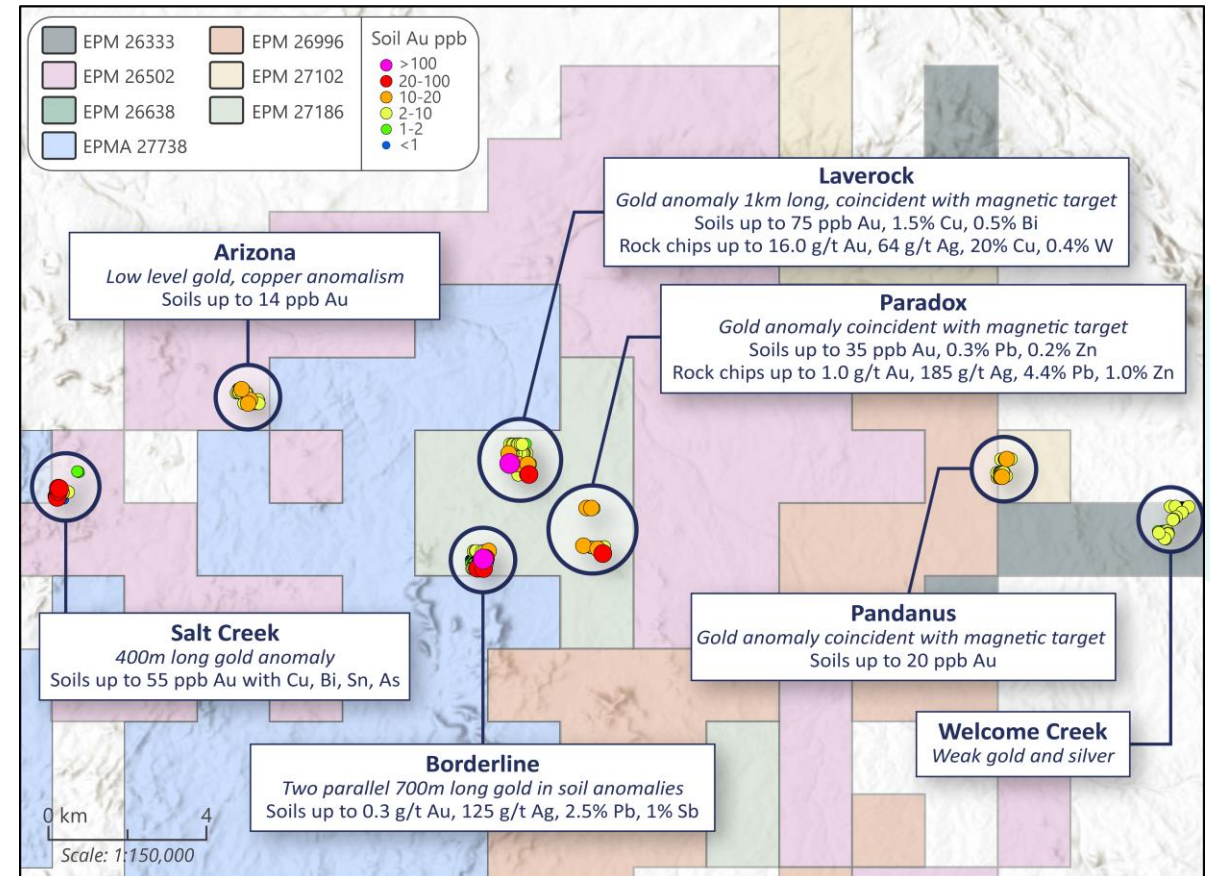 EPM 26333
EPM 26502
EPM 26638
EPMA 27738
EPM 26996
EPM 27102
EPM 27186
Soil Au ppb
>100
20-100
10-20
2-10
1-2
<1
Laverock
Gold anomaly 1km long, coincident with magnetic target
Soils up to 75 ppb Au, 1.5% Cu, 0.5% Bi
Rock chips up to 16.0 g/t Au, 64 g/t Ag, 20% Cu, 0.4% W
Arizona
Low level gold, copper anomalism
Soils up to 14 ppb Au
Paradox
Gold anomaly coincident with magnetic target
Soils up to 35 ppb Au, 0.3% Pb, 0.2% Zn
Rock chips up to 1.0 g/t Au, 185 g/t Ag, 4.4% Pb, 1.0% Zn
Salt Creek
400m long gold anomaly
Soils up to 55 ppb Au with Cu, Bi, Sn, As
Pandanus
Gold anomaly coincident with magnetic target
Soils up to 20 ppb Au
Welcome Creek
Weak gold and silver
Borderline
Two parallel 700m long gold in soil anomalies
Soils up to 0.3 g/t Au, 125 g/t Ag, 2.5% Pb, 1% Sb
0 km 4
Scale: 1:150,000